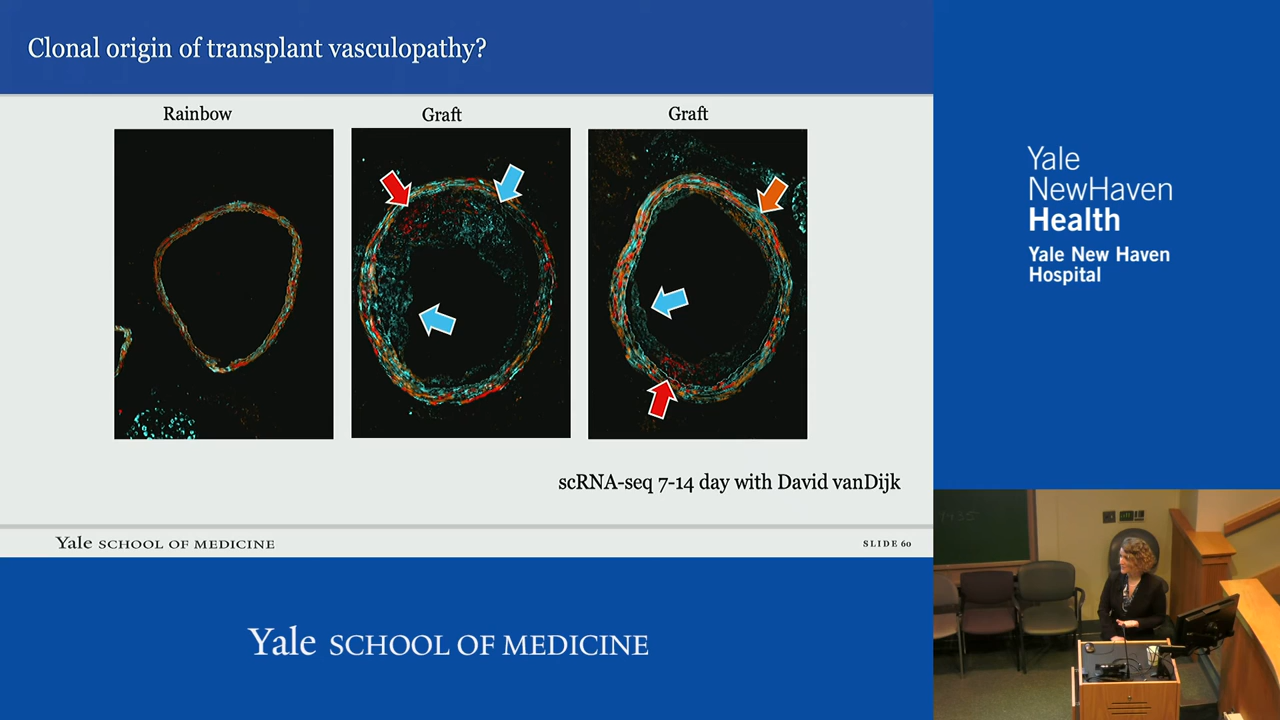 Clonal origin of transplant vasculopathy?
Rainbow
Graft
Graft
scRNA-seq 7-14 day with David vanDijk
Yale SCHOOL OF MEDICINE
SLIDE 60
Yale
NewHaven
Health
Yale New Haven
Hospital
Yale SCHOOL OF MEDICINE